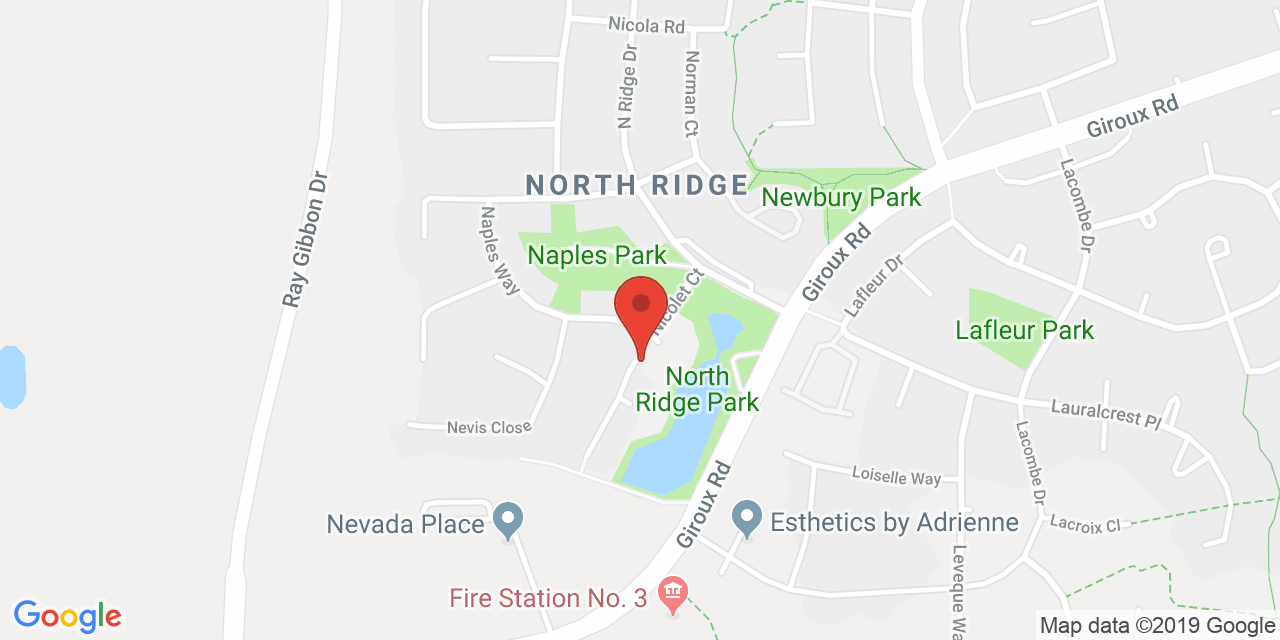 Nicola Rd
N Ridge Dr
Norman Ct
Giroux Rd
NORTH RIDGE
Newbury Park
Lacombe Dr
Ray Gibbon Dr
Naples Way
Naples Park
Giroux Rd
Lafleur Dr
Nicolet Ct
Lafleur Park
North
Ridge Park
Nevis Close
Lauralcrest Pl
Lacombe Dr
Loiselle Way
Giroux Rd
Nevada Place
Esthetics by Adrienne
Lacroix Cl
Leveque Wa
Fire Station No. 3
Google
Map data ©2019 Google